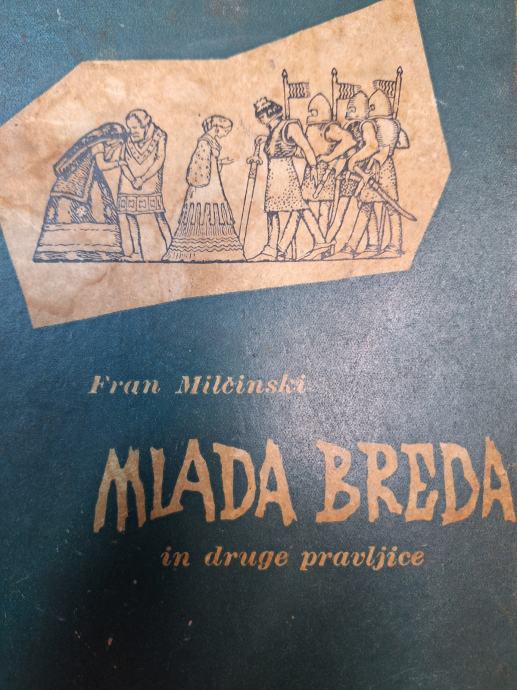 Fran Milčinski
MLADA BREDA
in druge pravljice